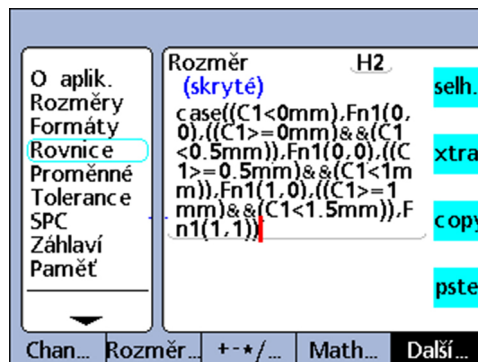 O aplik.
Rozměry
Formáty
Rovnice
Proměnné
Tolerance
SPC
Záhlaví
Paměť
Rozměr H2
(skryté)
case((C1<0mm),Fn1(0,
0),((C1>=0mm)&&(C1
<0.5mm)),Fn1(0,0),((C
1>=0.5mm)&&(C1<1m
m)),Fn1(1,0),((C1>=1
mm)&&(C1<1.5mm)),F
n1(1,1))
selh.
xtra
copy
pste
Chan... Rozměr... +-*/... Math... Další...